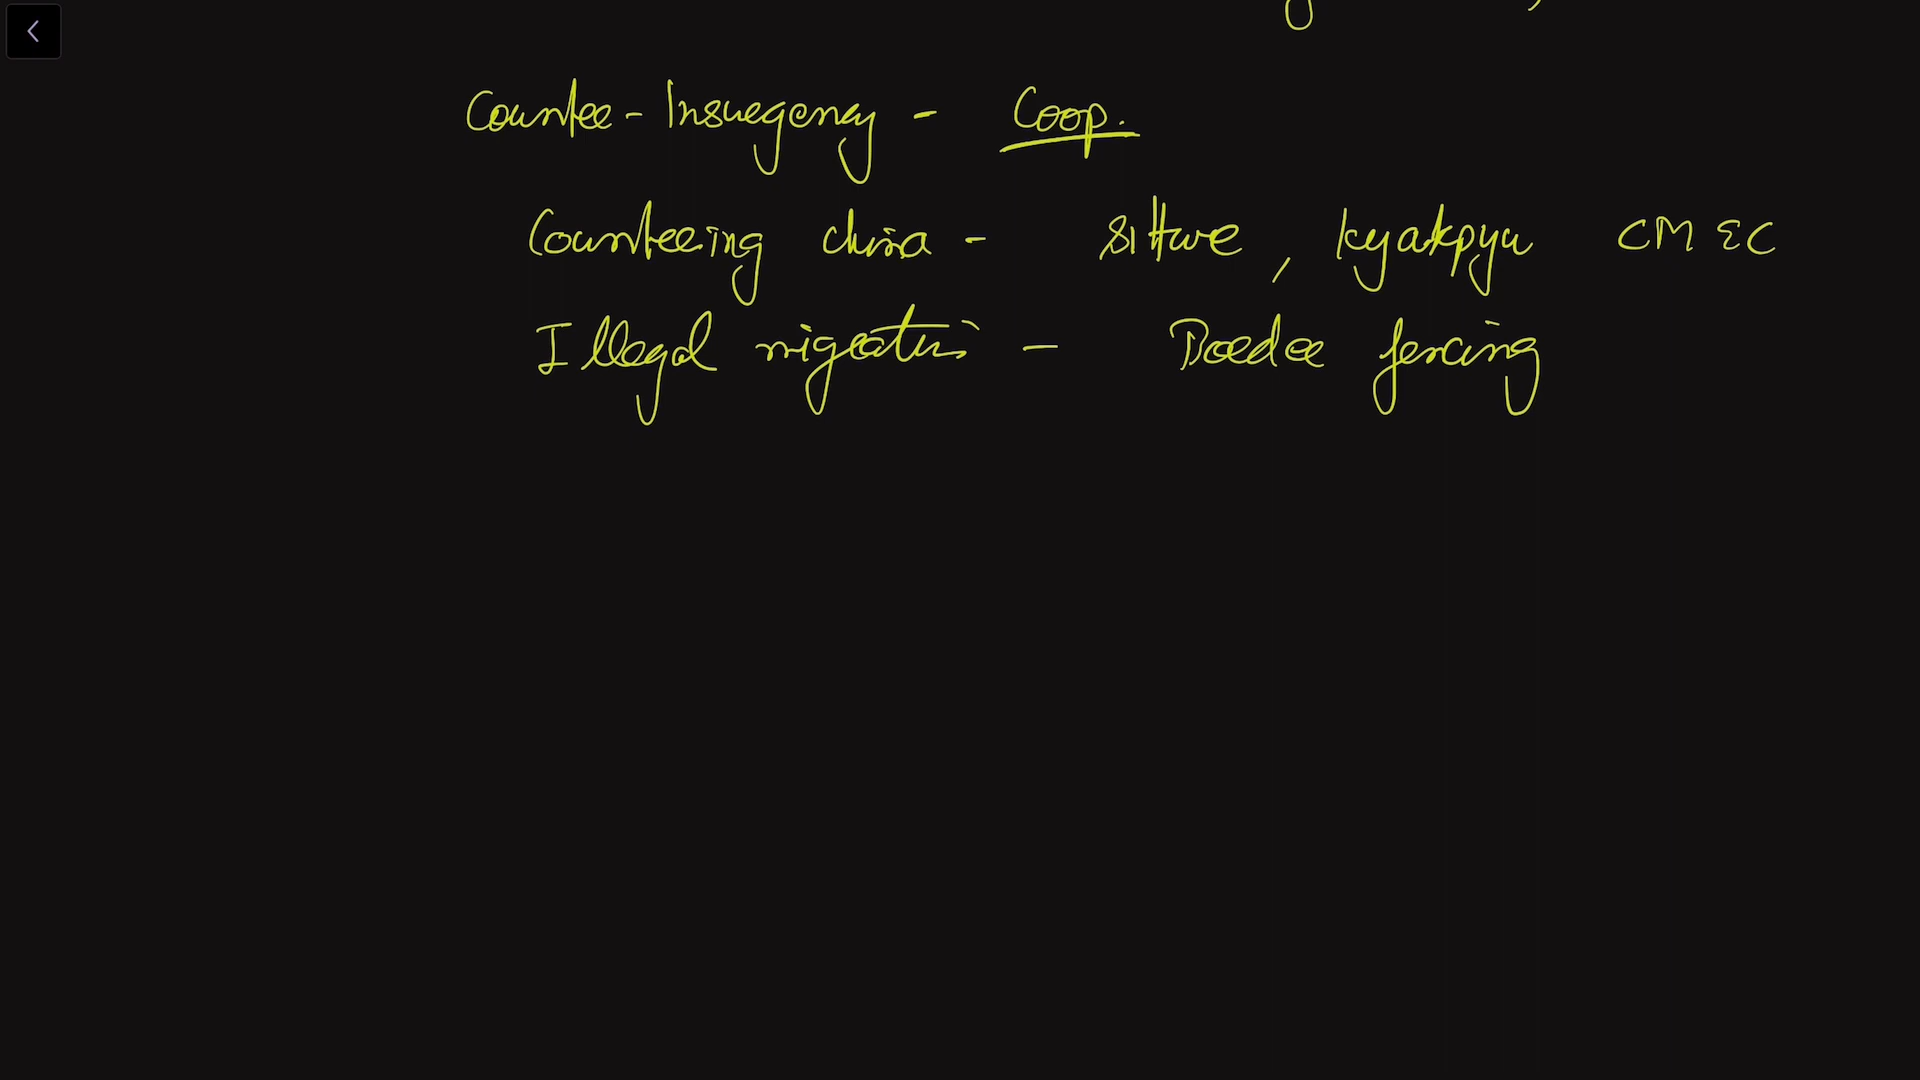 Counter-Insurgency - Coop.
Countering china - sittwe, kyakpyu CMEC
Illegal migration - Border fencing